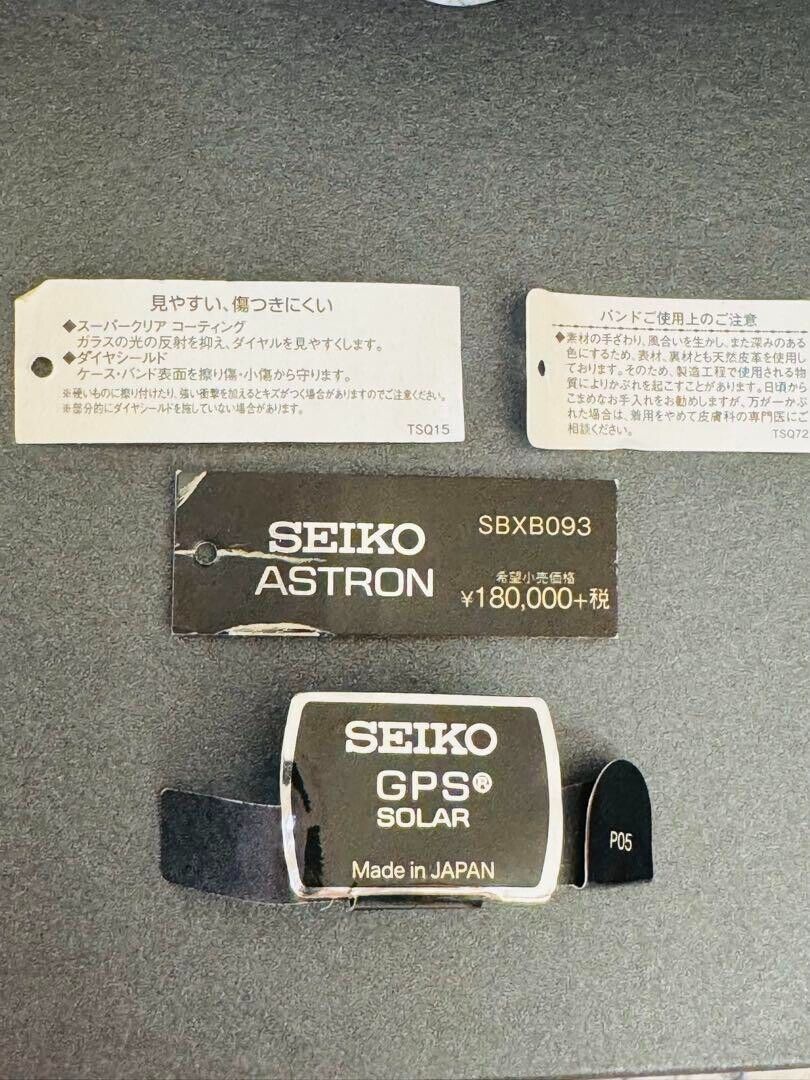 見やすい、傷つきにくい
◆スーパークリア コーティング
ガラスの光の反射を抑え、ダイヤルを見やすくします。
◆ダイヤシールド
ケース・バンド表面を擦り傷・小傷から守ります。
※硬いものに擦り付けたり、強い衝撃を加えるとキズがつく場合がありますのでご注意ください。
※部分的にダイヤシールドを施していない場合があります。
TSQ15
バンドご使用上のご注意
◆素材の手ざわり、風合いを生かし、また深みのある
色にするため、表材、裏材とも天然皮革を使用し
ております。そのため、製造工程で使用される物
質によりかぶれを起こすことがあります。日頃から
こまめなお手入れをお勧めしますが、万が一かぶ
れた場合は、着用をやめて皮膚科の専門医にご
相談ください。
TSQ72
SEIKO
ASTRON
SBXB093
希望小売価格
¥180,000+税
SEIKO
GPS®
SOLAR
Made in JAPAN
P05